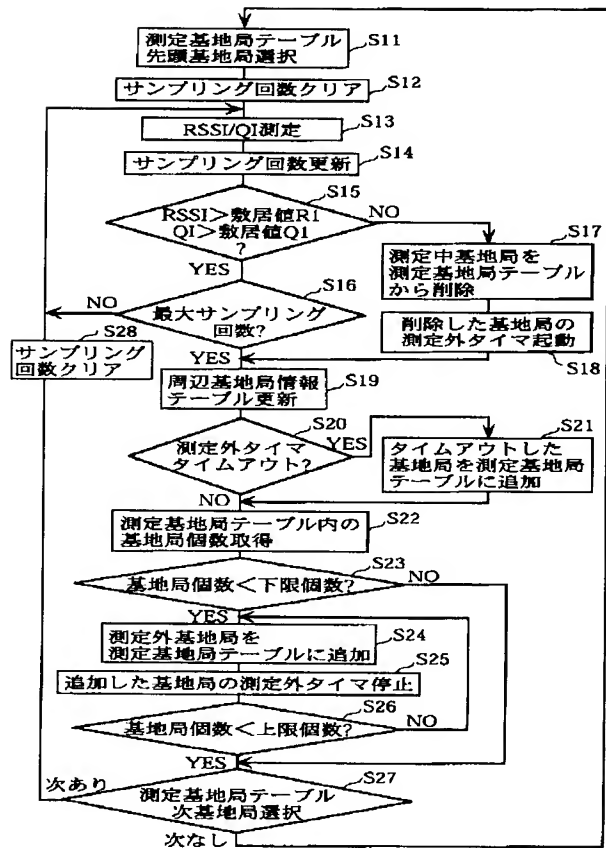 測定基地局テーブル
先頭基地局選択
S11
サンプリング回数クリア
S12
RSSI/QI測定
S13
サンプリング回数更新
S14
S15
RSSI>敷居値R1
QI>敷居値Q1
?
NO
YES
S17
測定中基地局を
測定基地局テーブル
から削除
S16
NO
最大サンプリング
回数?
削除した基地局の
測定外タイマ起動
S18
S28
サンプリング
回数クリア
YES
S19
周辺基地局情報
テーブル更新
S20
測定外タイマ
タイムアウト?
YES
S21
タイムアウトした
基地局を測定基地局
テーブルに追加
NO
S22
測定基地局テーブル内の
基地局個数取得
S23
基地局個数<下限個数?
NO
YES
S24
測定外基地局を
測定基地局テーブルに追加
S25
追加した基地局の測定外タイマ停止
S26
基地局個数<上限個数?
NO
YES
S27
次あり
測定基地局テーブル
次基地局選択
次なし